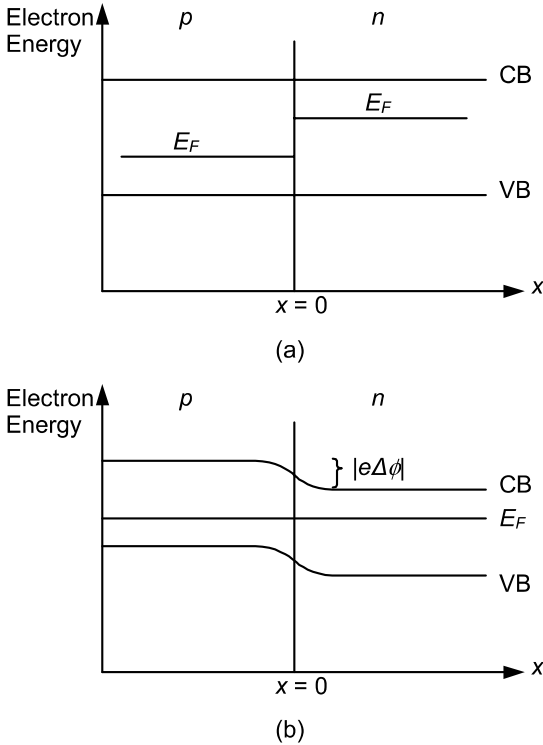 Electron
Energy
p n
CB
E_F
E_F
VB
x
x = 0
(a)
Electron
Energy
p n
} |eΔϕ|
CB
E_F
VB
x
x = 0
(b)